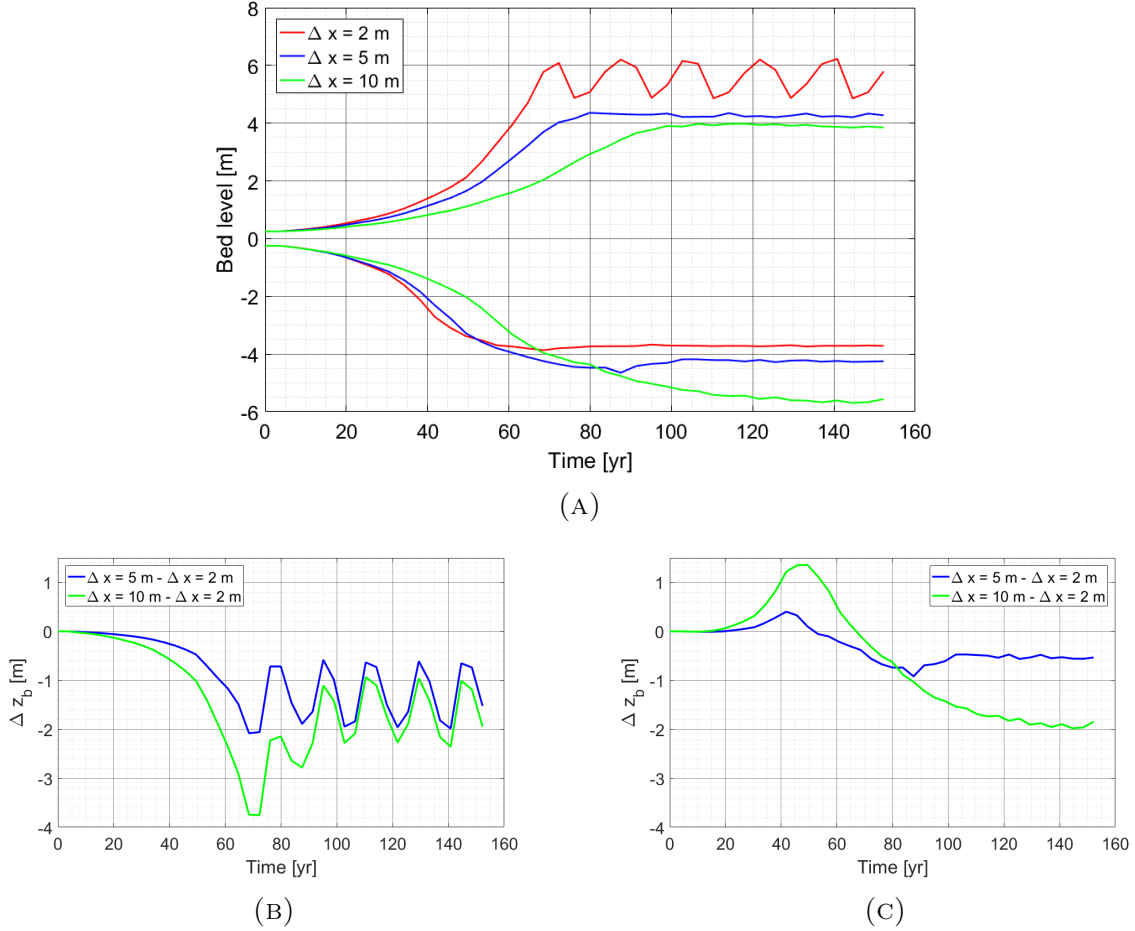 Δ x = 2 m
Δ x = 5 m
Δ x = 10 m
8
6
4
2
0
-2
-4
-6
Bed level [m]
0 20 40 60 80 100 120 140 160
Time [yr]
(A)
Δ x = 5 m - Δ x = 2 m
Δ x = 10 m - Δ x = 2 m
1
0
-1
-2
-3
-4
Δ z_b [m]
0 20 40 60 80 100 120 140 160
Time [yr]
(B)
Δ x = 5 m - Δ x = 2 m
Δ x = 10 m - Δ x = 2 m
1
0
-1
-2
-3
-4
Δ z_b [m]
0 20 40 60 80 100 120 140 160
Time [yr]
(C)